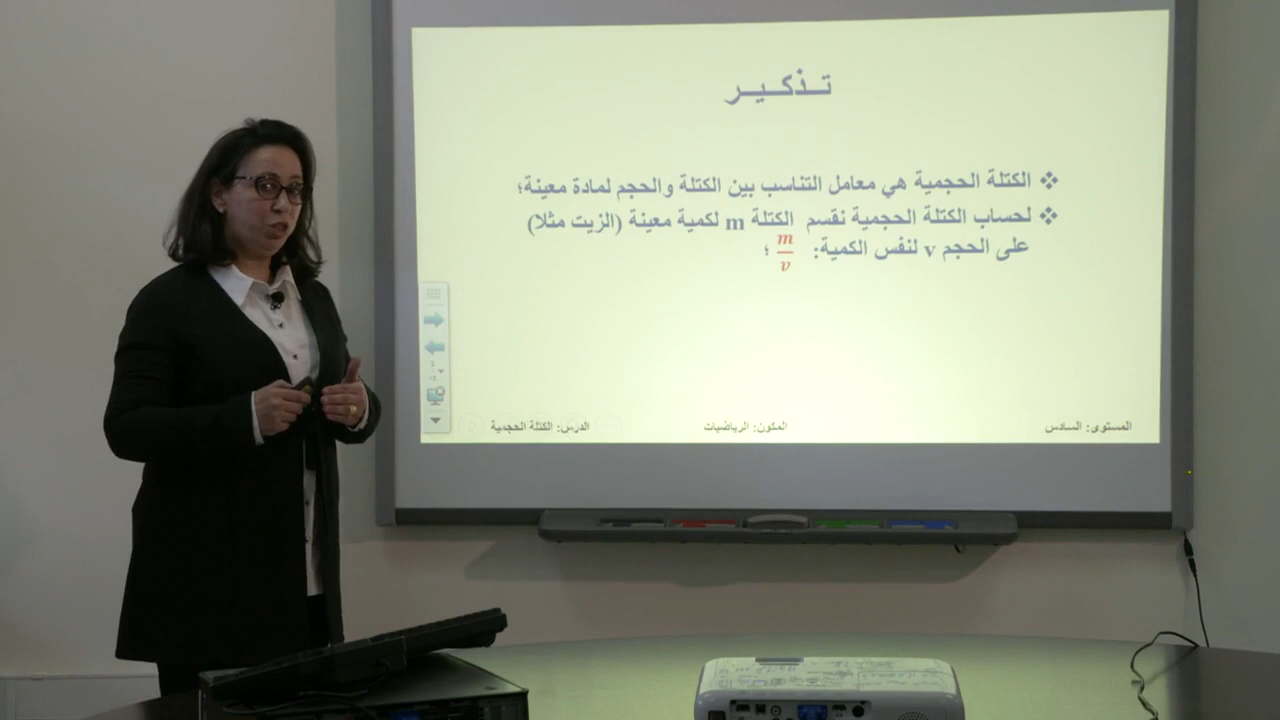 تـذكـيـر
❖ الكتلة الحجمية هي معامل التناسب بين الكتلة والحجم لمادة معينة؛
❖ لحساب الكتلة الحجمية نقسم الكتلة m لكمية معينة (الزيت مثلا)
على الحجم v لنفس الكمية: m/v ؛
المستوى: السادس المكون: الرياضيات الدرس: الكتلة الحجمية